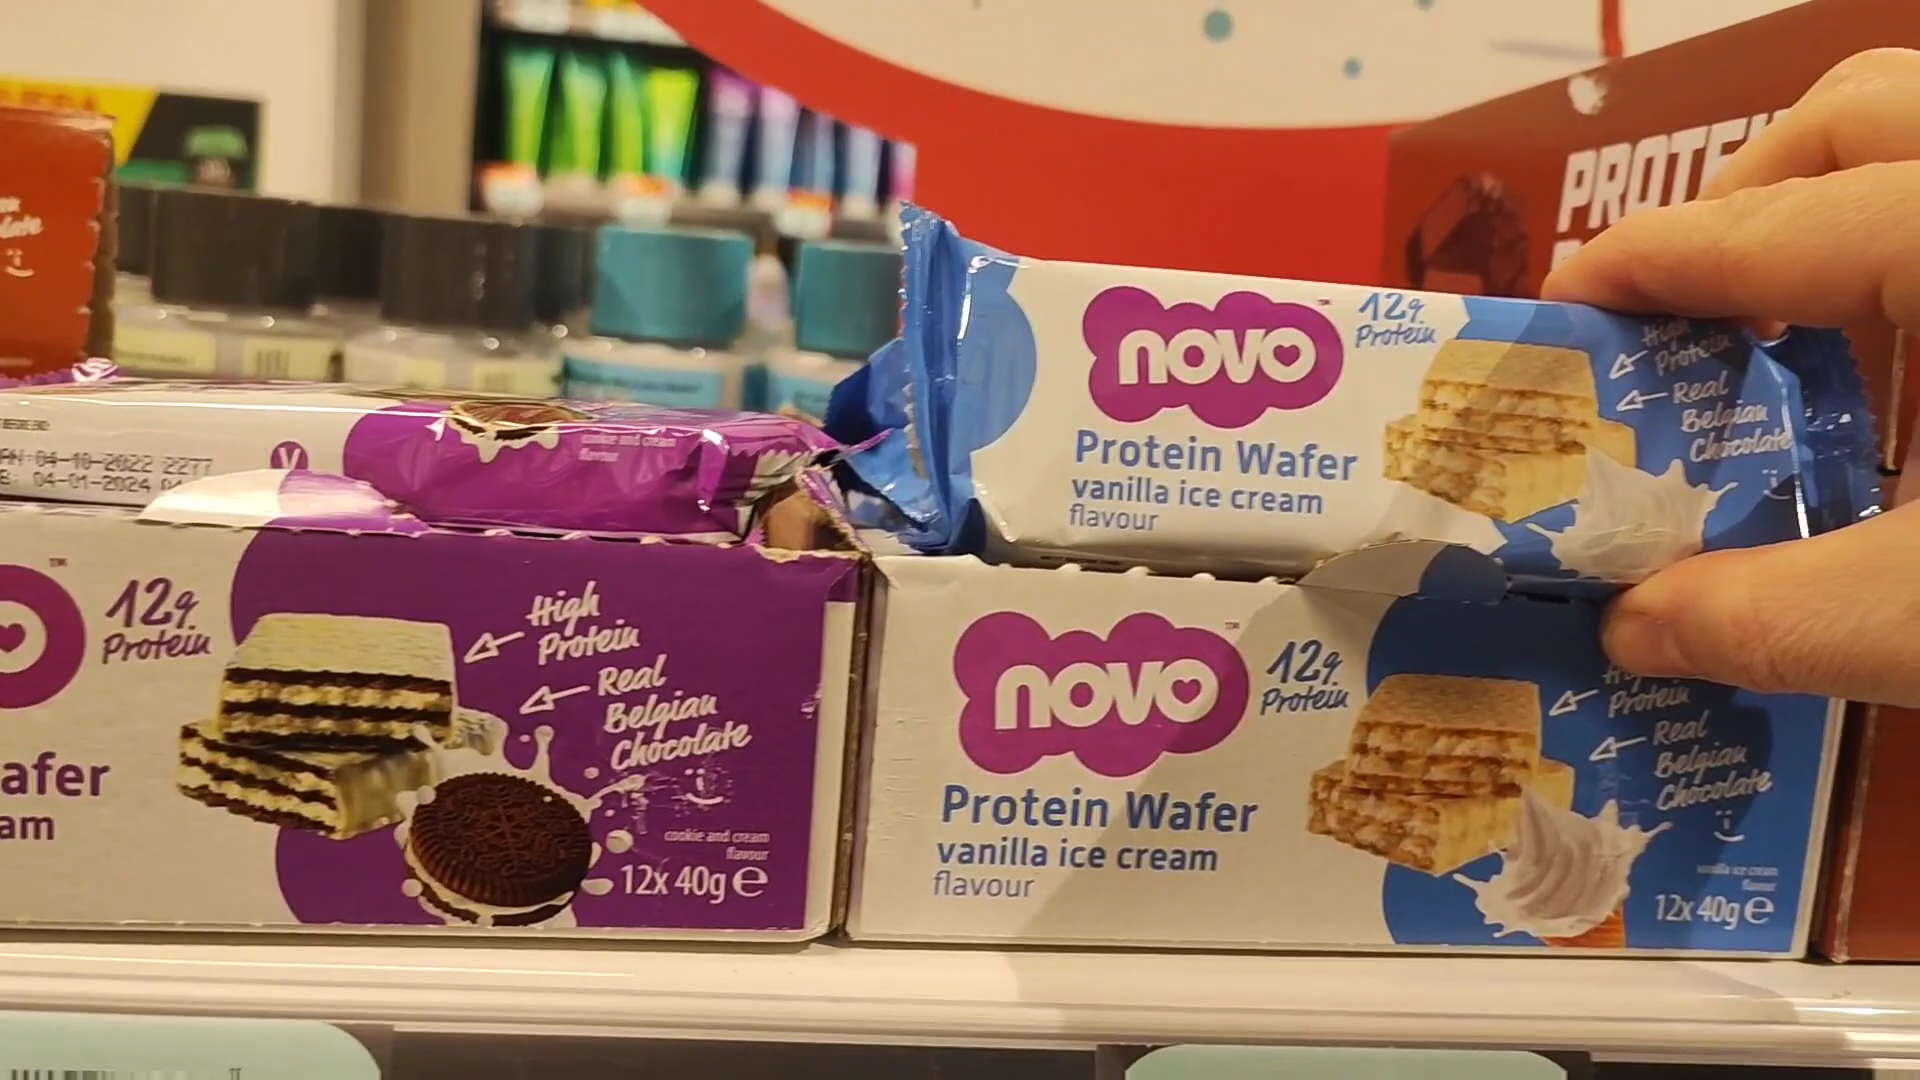 PROTEIN
novo
12g
Protein
High
Protein
Real
Belgian
Chocolate
Protein Wafer
vanilla ice cream
flavour
cookie and cream
flavour
04-10-2022 2277
04-01-2024
V
12g
Protein
High
Protein
Real
Belgian
Chocolate
afer
am
cookie and cream
flavour
12x 40g e
novo
12g
Protein
Protein
Real
Belgian
Chocolate
Protein Wafer
vanilla ice cream
flavour
vanilla ice cream
flavour
12x 40g e